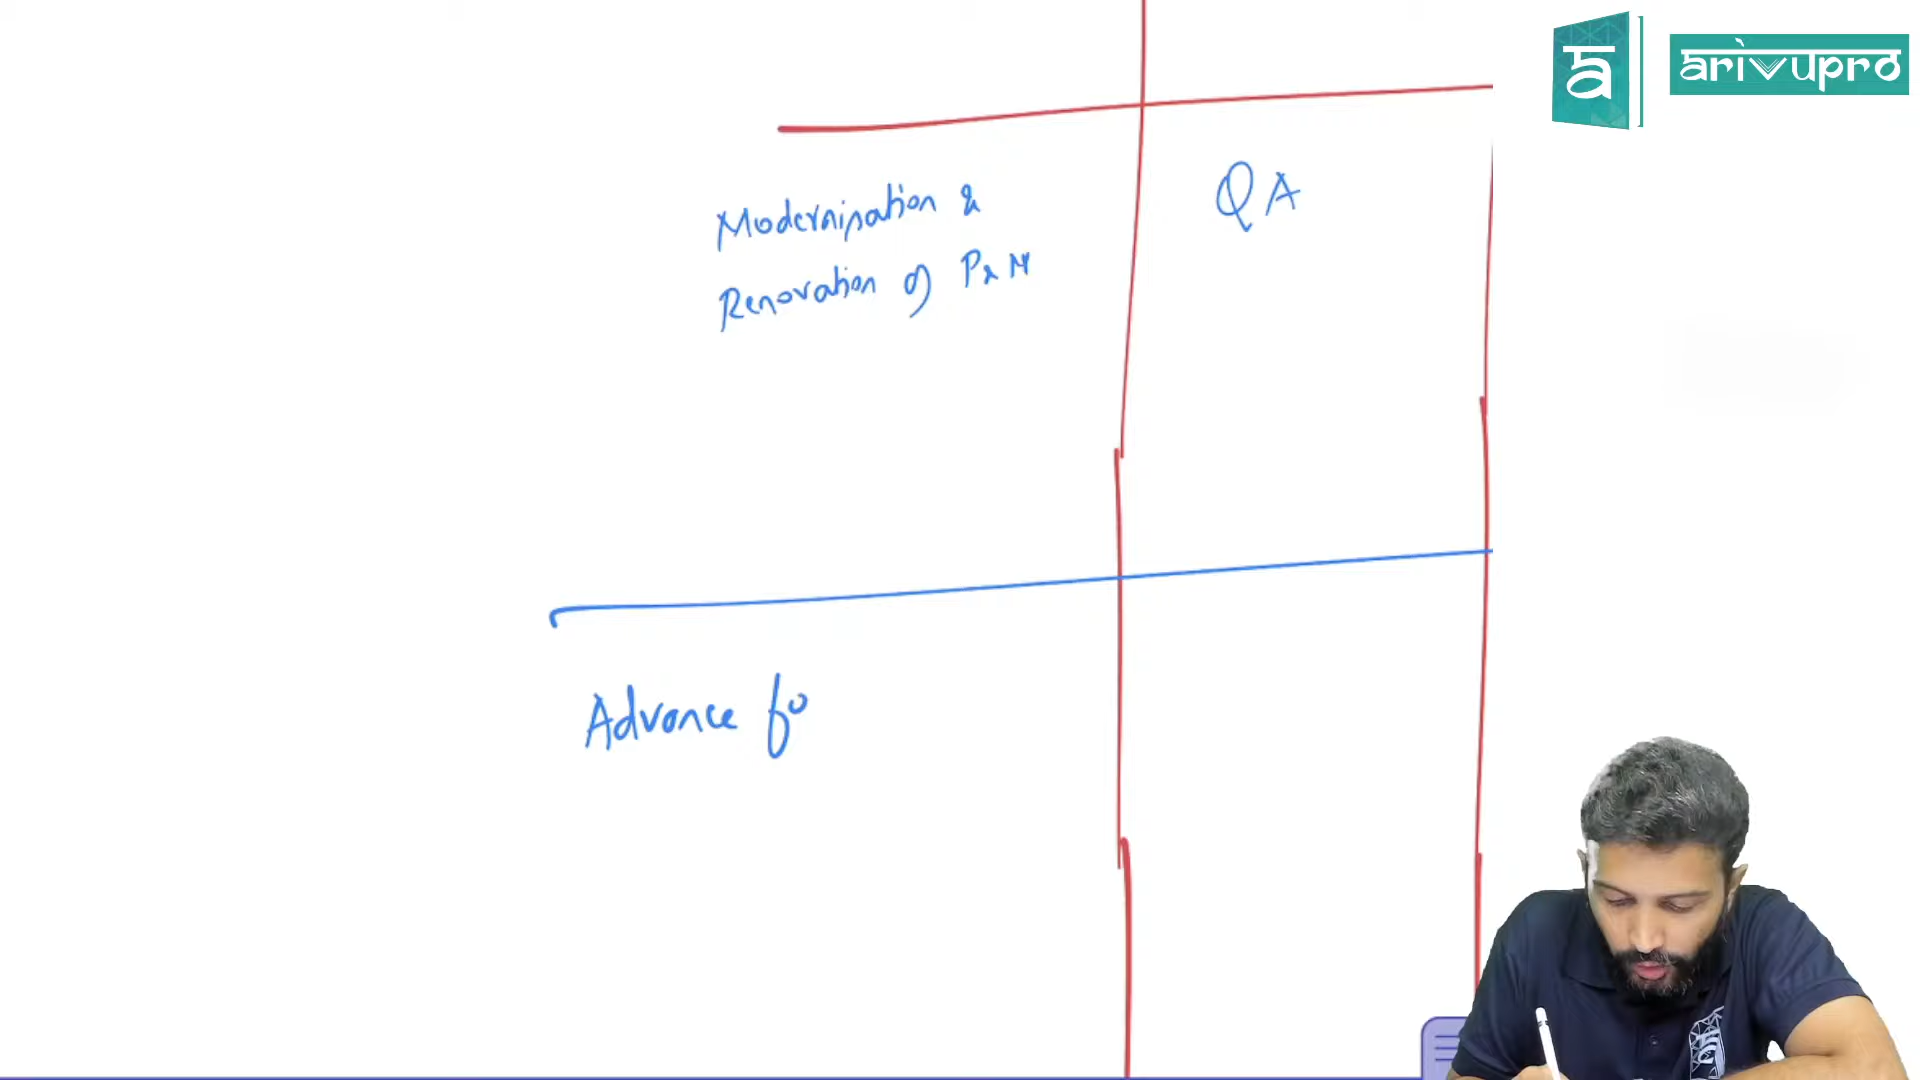 ā
arivupro
Modernisation &
QA
Renovation of P&M
Advance fo